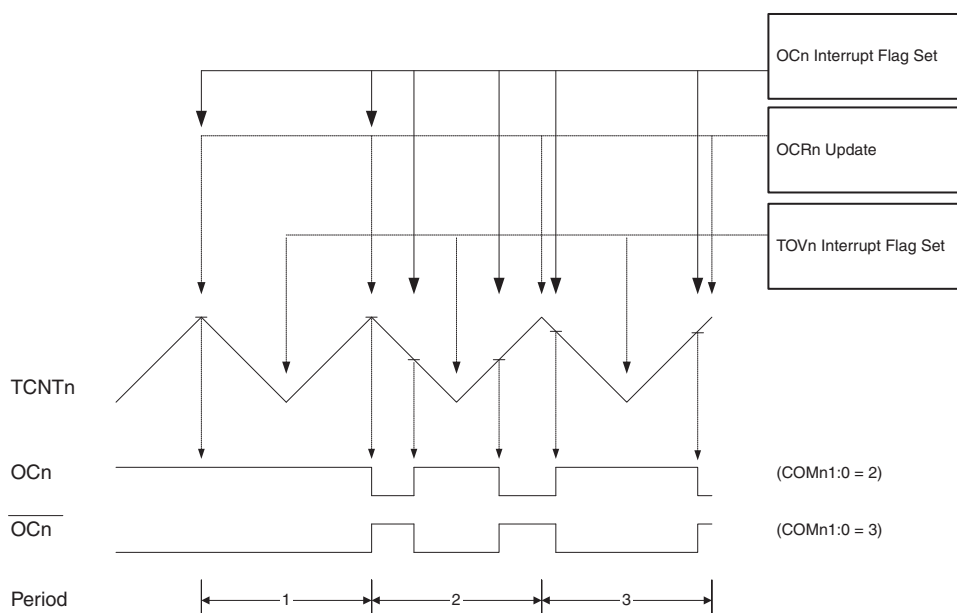 OCn Interrupt Flag Set
OCRn Update
TOVn Interrupt Flag Set
TCNTn
OCn
(COMn1:0 = 2)
OCn
(COMn1:0 = 3)
Period
1
2
3